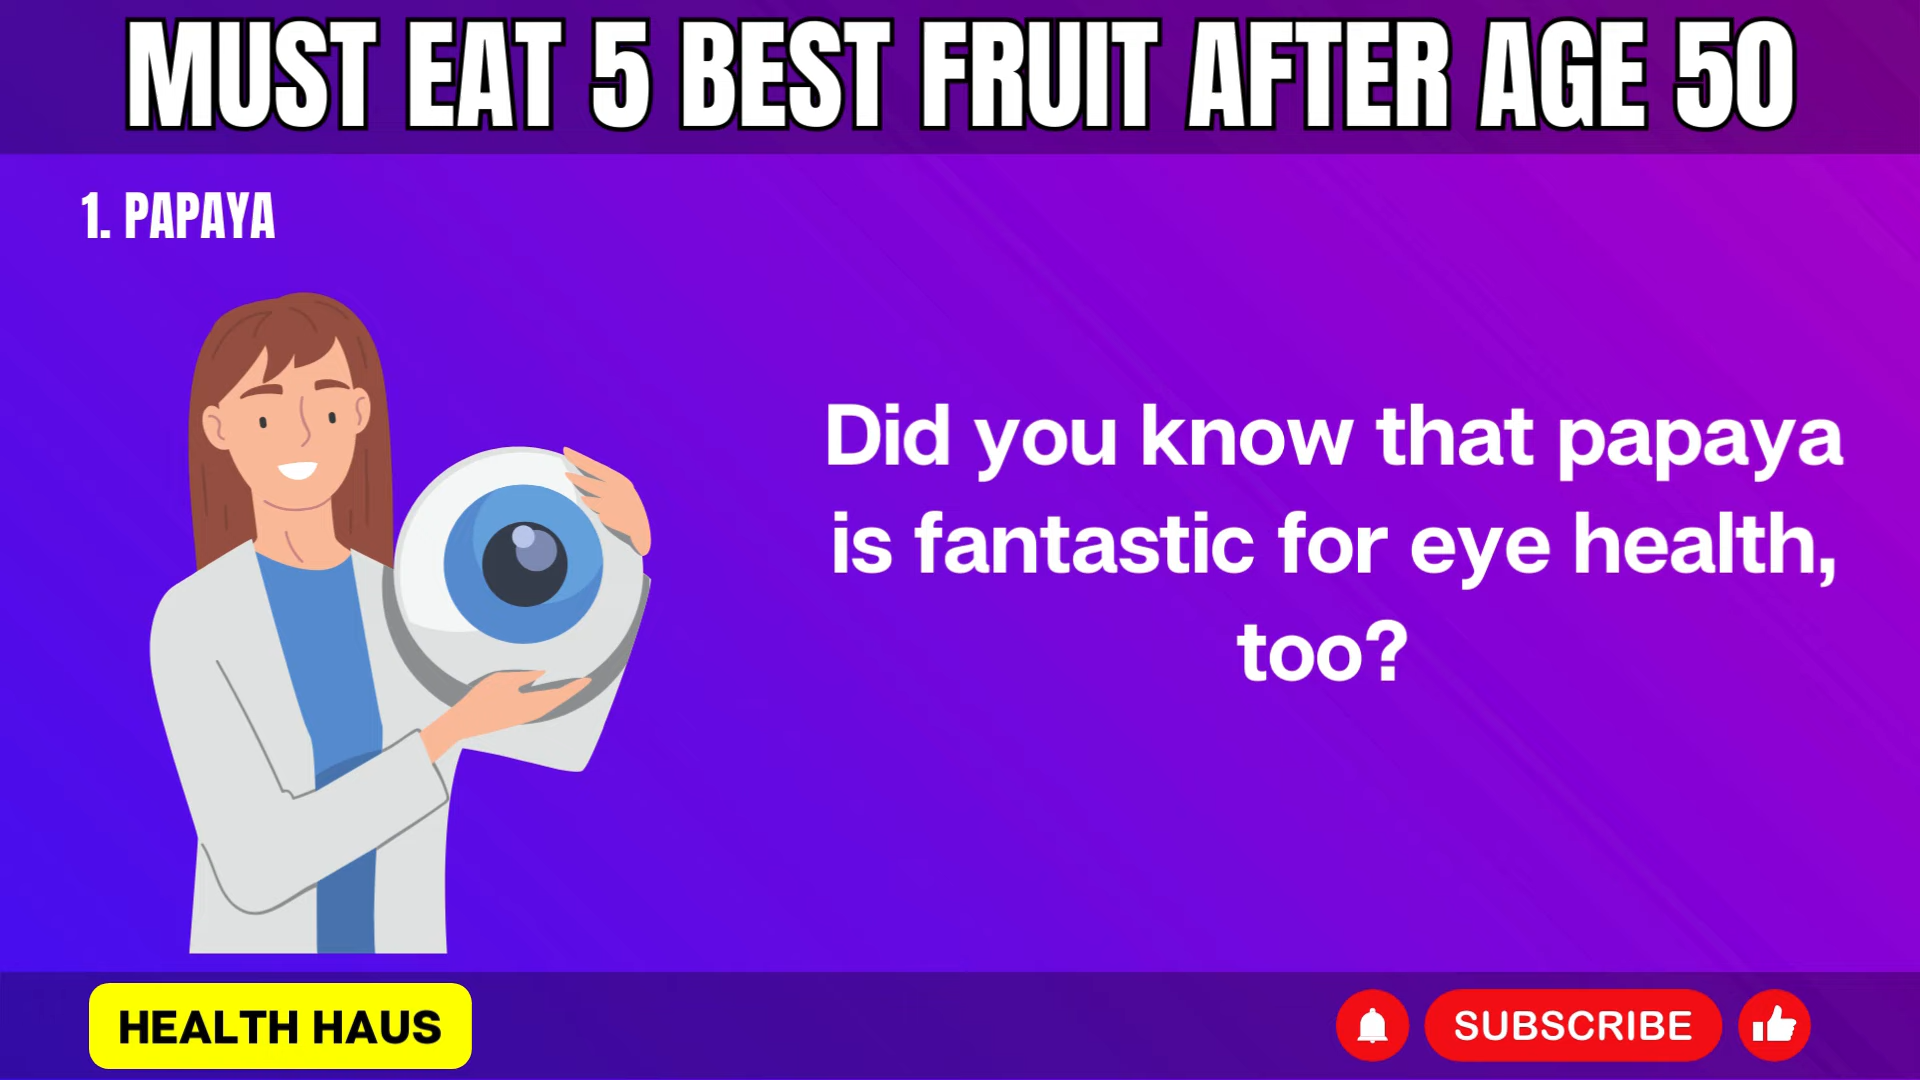 MUST EAT 5 BEST FRUIT AFTER AGE 50
1. PAPAYA
Did you know that papaya
is fantastic for eye health,
too?
HEALTH HAUS
SUBSCRIBE